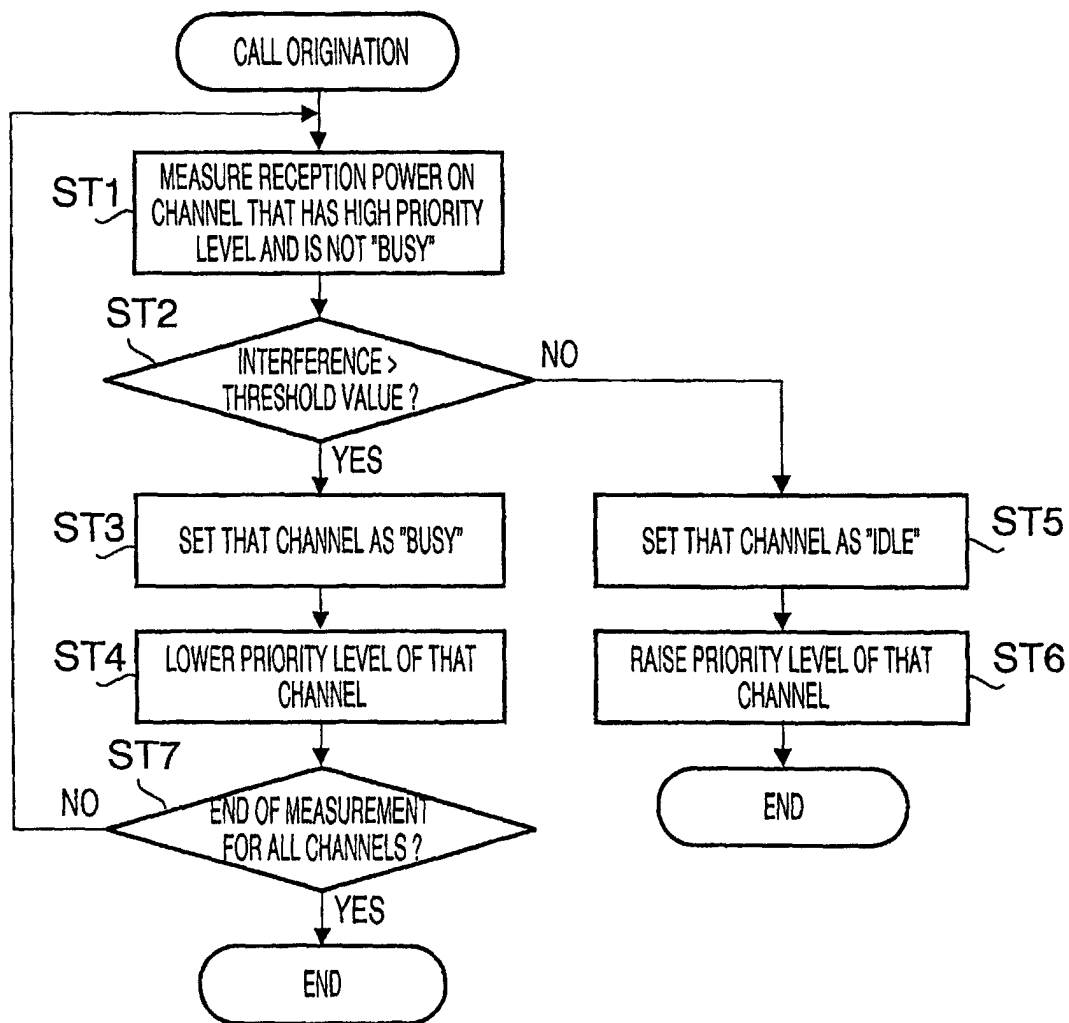 CALL ORIGINATION
ST1
MEASURE RECEPTION POWER ON
CHANNEL THAT HAS HIGH PRIORITY
LEVEL AND IS NOT "BUSY"
ST2
INTERFERENCE >
THRESHOLD VALUE ?
NO
YES
ST3
SET THAT CHANNEL AS "BUSY"
SET THAT CHANNEL AS "IDLE"
ST5
ST4
LOWER PRIORITY LEVEL OF THAT
CHANNEL
RAISE PRIORITY LEVEL OF THAT
CHANNEL
ST6
ST7
NO
END OF MEASUREMENT
FOR ALL CHANNELS ?
END
YES
END